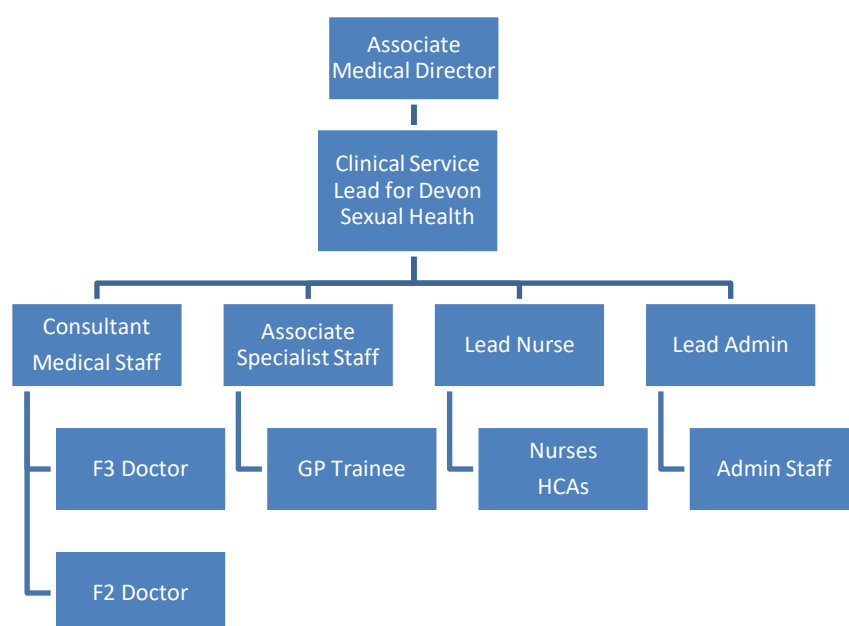 Associate
Medical Director
Clinical Service
Lead for Devon
Sexual Health
Consultant
Medical Staff
Associate
Specialist Staff
Lead Nurse
Lead Admin
F3 Doctor
GP Trainee
Nurses
HCAs
Admin Staff
F2 Doctor